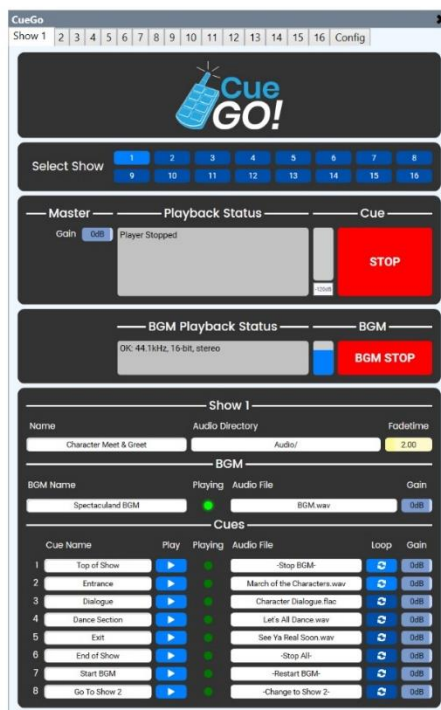 CueGo
Show 1 2 3 4 5 6 7 8 9 10 11 12 13 14 15 16 Config
Cue
GO!
Select Show
1 2 3 4 5 6 7 8
9 10 11 12 13 14 15 16
Master Playback Status Cue
Gain 0dB Player Stopped
STOP
BGM Playback Status BGM
OK: 44.1kHz, 16-bit, stereo
BGM STOP
Show 1
Name Audio Directory Fadetime
Character Meet & Greet Audio/ 2.00
BGM
BGM Name Playing Audio File Gain
Spectaculand BGM BGM.wav 0dB
Cues
Cue Name Play Playing Audio File Loop Gain
1 Top of Show -Stop BGM- 0dB
2 Entrance March of the Characters.wav 0dB
3 Dialogue Character Dialogue.flac 0dB
4 Dance Section Let's All Dance.wav 0dB
5 Exit See Ya Real Soon.wav 0dB
6 End of Show -Stop All- 0dB
7 Start BGM -Restart BGM- 0dB
8 Go To Show 2 -Change to Show 2- 0dB